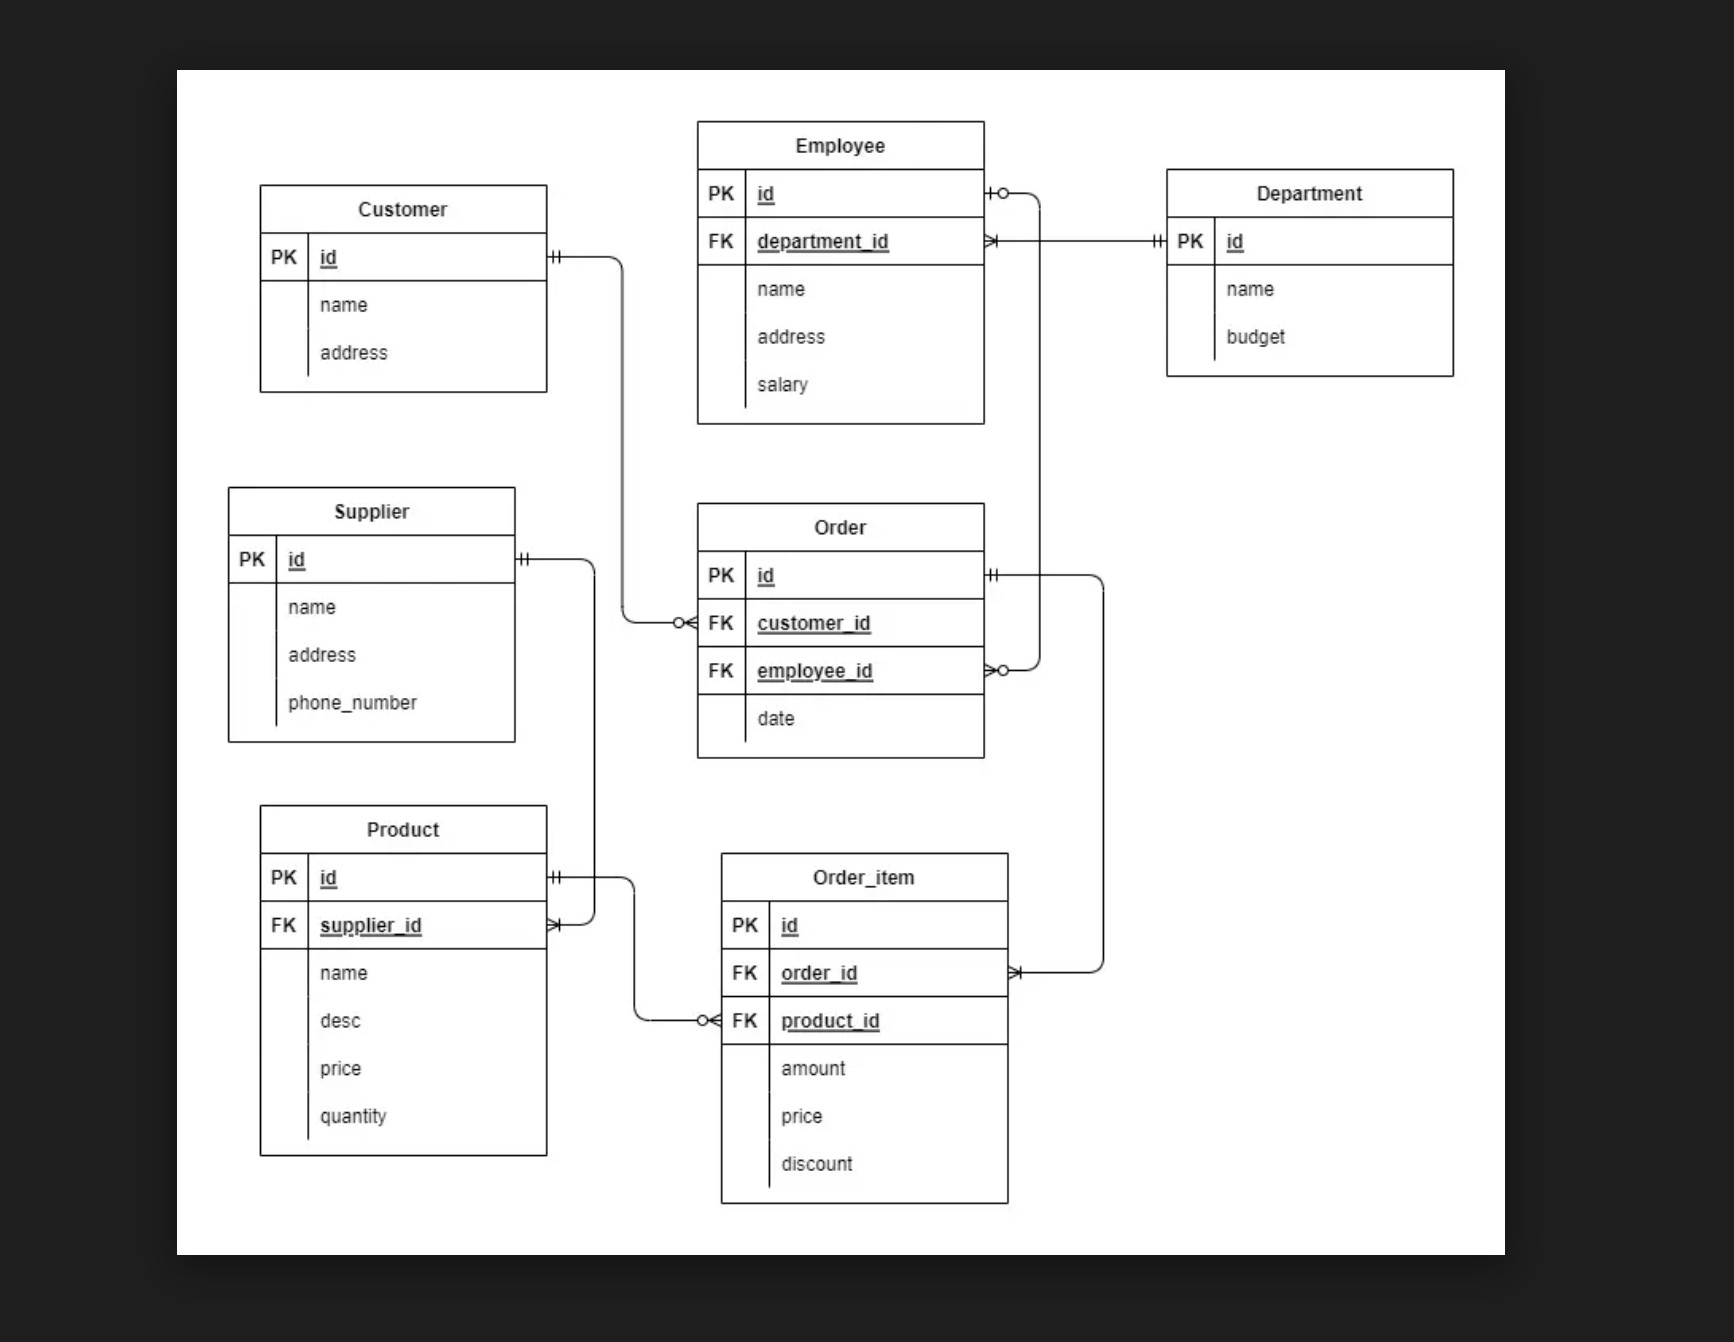 Employee
PK id
FK department_id
name
address
salary
Department
PK id
name
budget
Customer
PK id
name
address
Supplier
PK id
name
address
phone_number
Order
PK id
FK customer_id
FK employee_id
date
Product
PK id
FK supplier_id
name
desc
price
quantity
Order_item
PK id
FK order_id
FK product_id
amount
price
discount